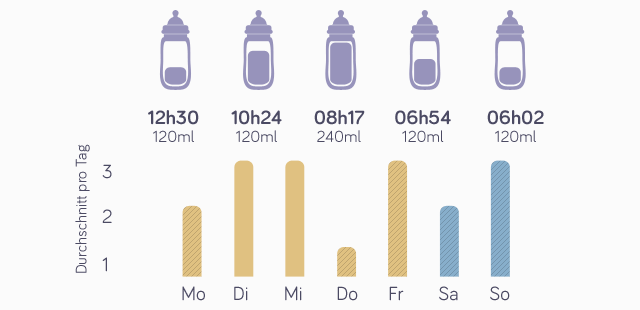 12h30 10h24 08h17 06h54 06h02
120ml 120ml 240ml 120ml 120ml
Durchschnitt pro Tag
3
2
1
Mo Di Mi Do Fr Sa So